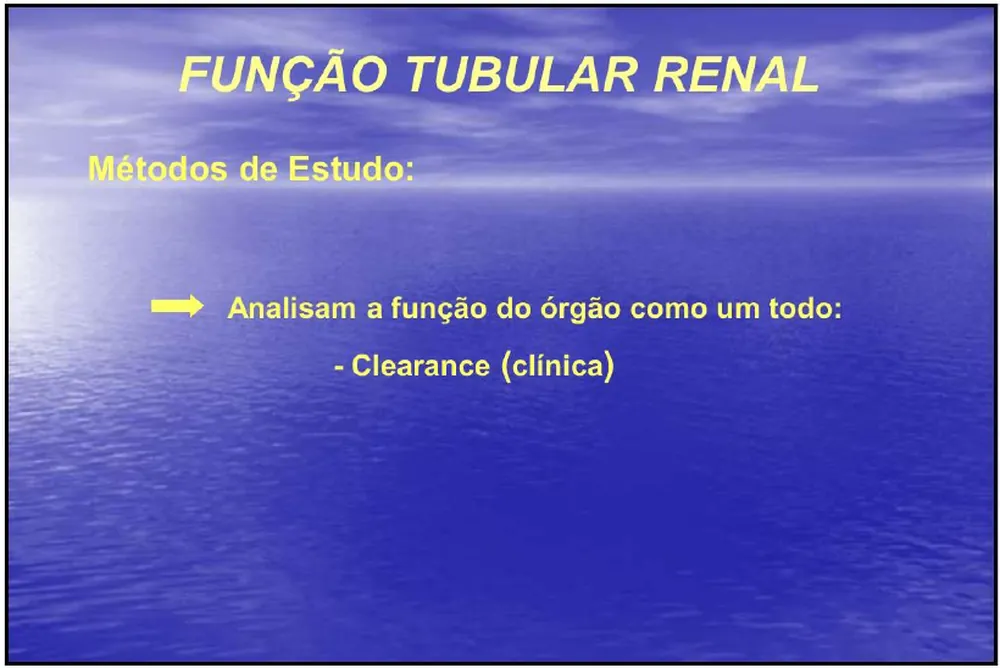 FUNÇÃO TUBULAR RENAL
Métodos de Estudo:
Analisam a função do órgão como um todo:
- Clearance (clínica)